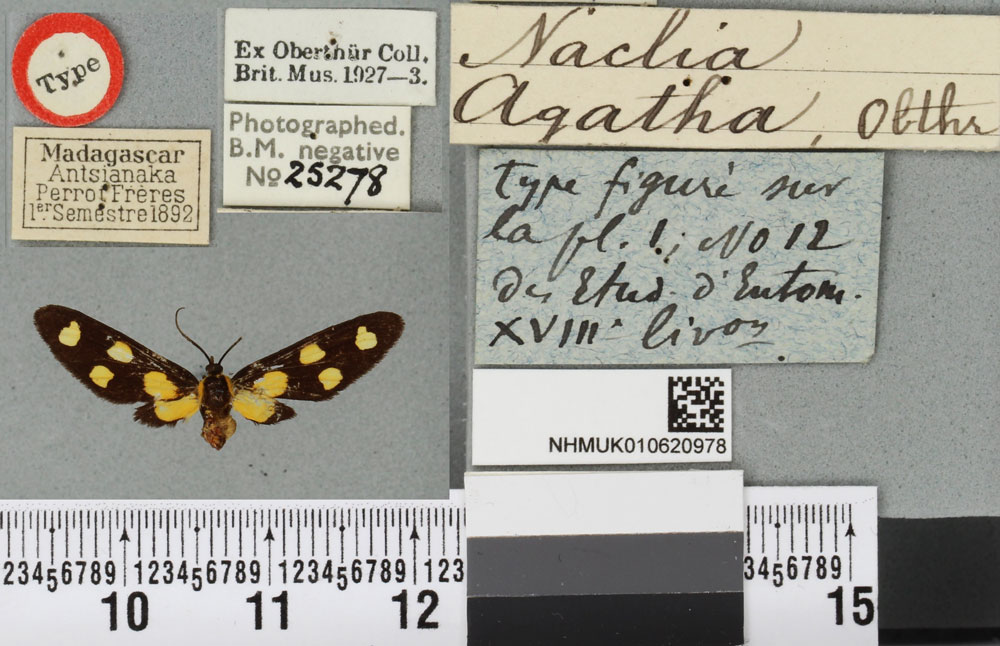 Type
Ex Oberthür Coll.
Brit. Mus. 1927—3.
Naclia
Agatha, Obthr
Madagascar
Antsianaka
Perrot Frères
1er Semestre 1892
Photographed.
B.M. negative
No 25278
type figuré sur
la pl. 1; No 12
des Etud. d'Entom.
XVIIIe livon
NHMUK010620978
2 3 4 5 6 7 8 9 1 2 3 4 5 6 7 8 9 1 2 3 4 5 6 7 8 9 1 2 3
3 4 5 6 7 8 9
10 11 12 15